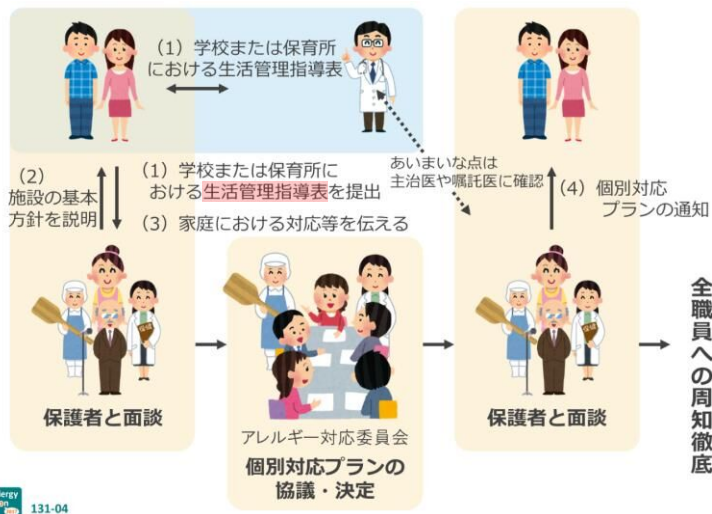 (1)学校または保育所
における生活管理指導表
(2)
施設の基本
方針を説明
(1)学校または保育所に
おける生活管理指導表を提出
(3)家庭における対応等を伝える
あいまいな点は
主治医や嘱託医に確認
(4)個別対応
プランの通知
保護者と面談
アレルギー対応委員会
個別対応プランの
協議・決定
保護者と面談
全職員への周知徹底
131-04